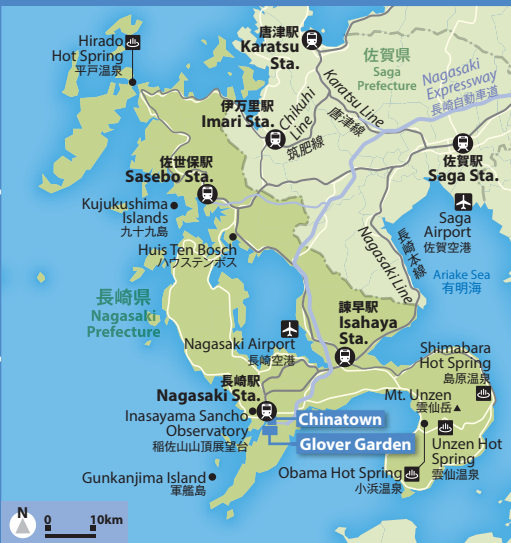 Hirado
Hot Spring
平戸温泉
唐津駅
Karatsu
Sta.
佐賀県
Saga
Prefecture
Nagasaki
Expressway
長崎自動車道
Karatsu Line
唐津線
伊万里駅
Imari Sta.
Chikuhi
Line
筑肥線
佐世保駅
Sasebo Sta.
佐賀駅
Saga Sta.
Kujukushima
Islands
九十九島
Saga
Airport
佐賀空港
Huis Ten Bosch
ハウステンボス
Nagasaki Line
長崎本線
Ariake Sea
有明海
長崎県
Nagasaki
Prefecture
諫早駅
Isahaya
Sta.
Nagasaki Airport
長崎空港
Shimabara
Hot Spring
島原温泉
長崎駅
Nagasaki Sta.
Mt. Unzen
雲仙岳▲
Inasayama Sancho
Observatory
稲佐山山頂展望台
Chinatown
Glover Garden
Unzen Hot
Spring
雲仙温泉
Gunkanjima Island
軍艦島
Obama Hot Spring
小浜温泉
N
0 10km